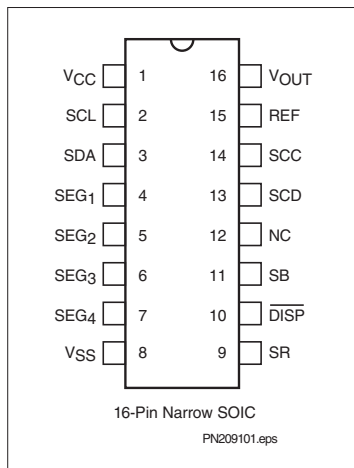 VCC 1 16 VOUT
SCL 2 15 REF
SDA 3 14 SCC
SEG1 4 13 SCD
SEG2 5 12 NC
SEG3 6 11 SB
SEG4 7 10 DISP
VSS 8 9 SR
16-Pin Narrow SOIC
PN209101.eps